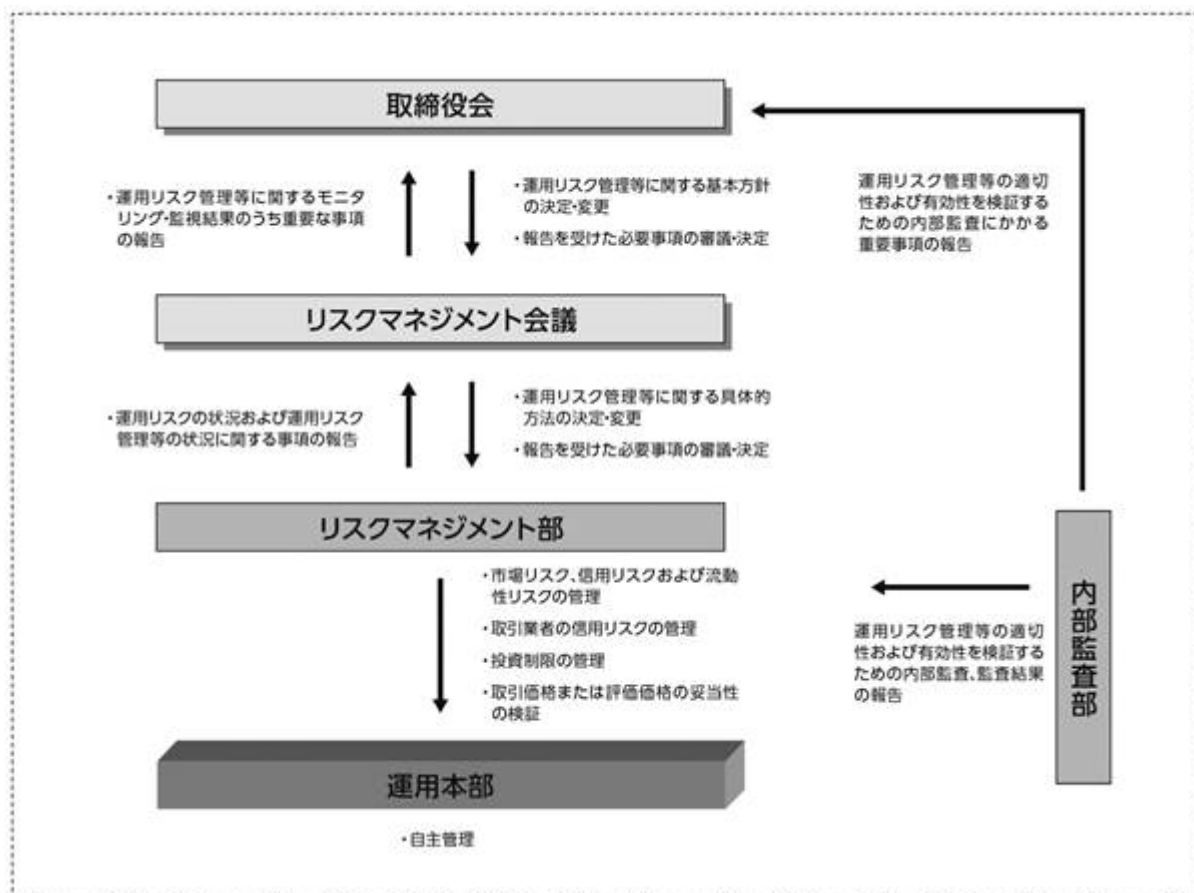 取締役会
・運用リスク管理等に関するモニタ
リング・監視結果のうち重要な事項
の報告
・運用リスク管理等に関する基本方針
の決定・変更
・報告を受けた必要事項の審議・決定
運用リスク管理等の適切
性および有効性を検証する
ための内部監査にかかる
重要事項の報告
リスクマネジメント会議
・運用リスクの状況および運用リスク
管理等の状況に関する事項の報告
・運用リスク管理等に関する具体的
方法の決定・変更
・報告を受けた必要事項の審議・決定
リスクマネジメント部
・市場リスク、信用リスクおよび流動
性リスクの管理
・取引業者の信用リスクの管理
・投資制限の管理
・取引価格または評価価格の妥当性
の検証
運用リスク管理等の適切
性および有効性を検証する
ための内部監査、監査結果
の報告
内部監査部
運用本部
・自主管理